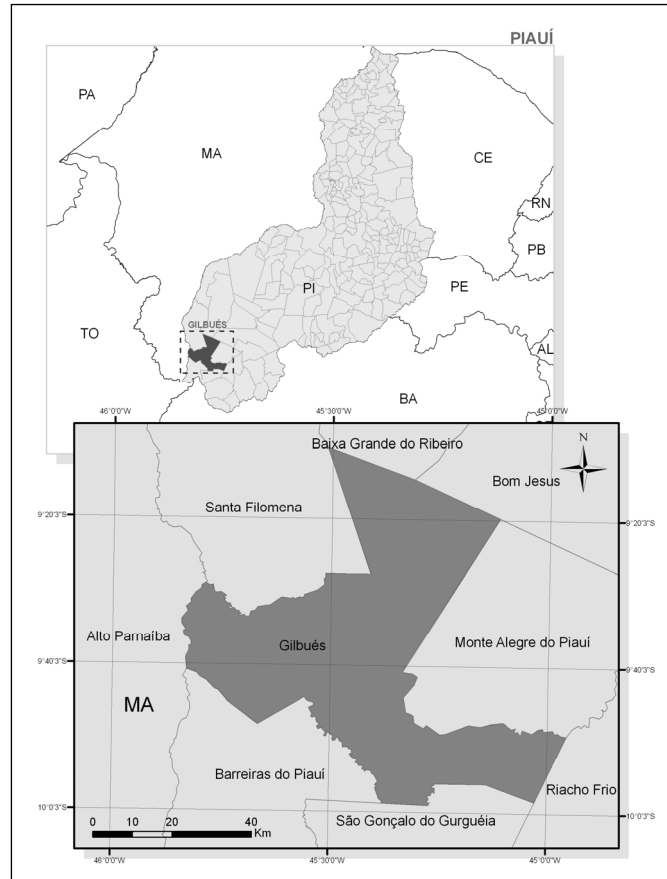 PIAUÍ
PA
MA
CE
RN
PB
PI
PE
GILBUÉS
TO
AL
BA
46°0'0"W 45°30'0"W 45°0'0"W
Baixa Grande do Ribeiro
N
Bom Jesus
Santa Filomena
9°20'3"S 9°20'3"S
Alto Parnaíba
Gilbués
Monte Alegre do Piauí
9°40'3"S 9°40'3"S
MA
Barreiras do Piauí
Riacho Frio
10°0'3"S 10°0'3"S
São Gonçalo do Gurguéia
0 10 20 40
Km
46°0'0"W 45°30'0"W 45°0'0"W